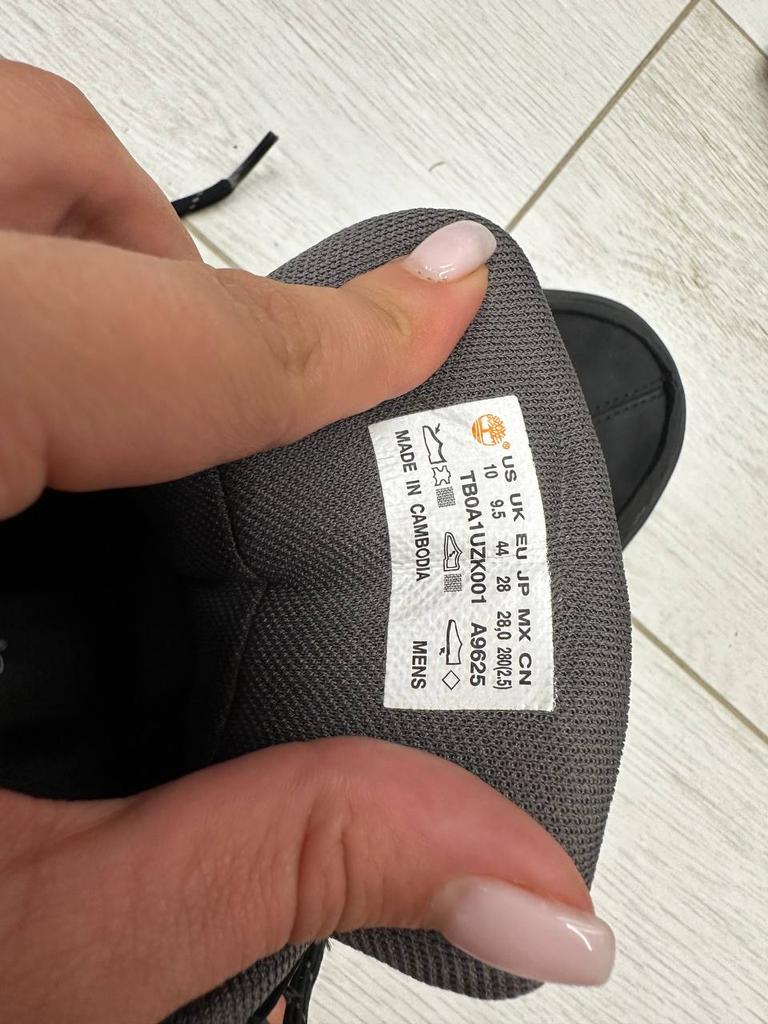 ®
US UK EU JP MX CN
10 9.5 44 28 28,0 280(2.5)
TB0A1UZK001 A9625
MADE IN CAMBODIA MENS